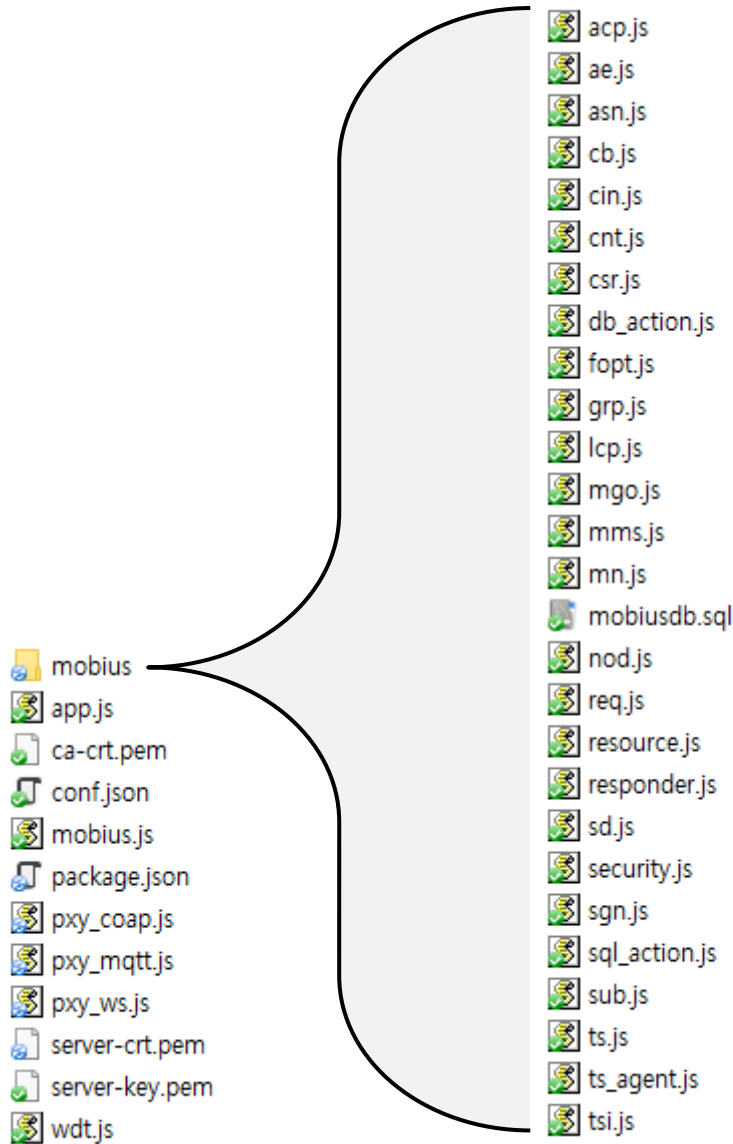 mobius
app.js
ca-crt.pem
conf.json
mobius.js
package.json
pxy_coap.js
pxy_mqtt.js
pxy_ws.js
server-crt.pem
server-key.pem
wdt.js
acp.js
ae.js
asn.js
cb.js
cin.js
cnt.js
csr.js
db_action.js
fopt.js
grp.js
lcp.js
mgo.js
mms.js
mn.js
mobiusdb.sql
nod.js
req.js
resource.js
responder.js
sd.js
security.js
sgn.js
sql_action.js
sub.js
ts.js
ts_agent.js
tsi.js